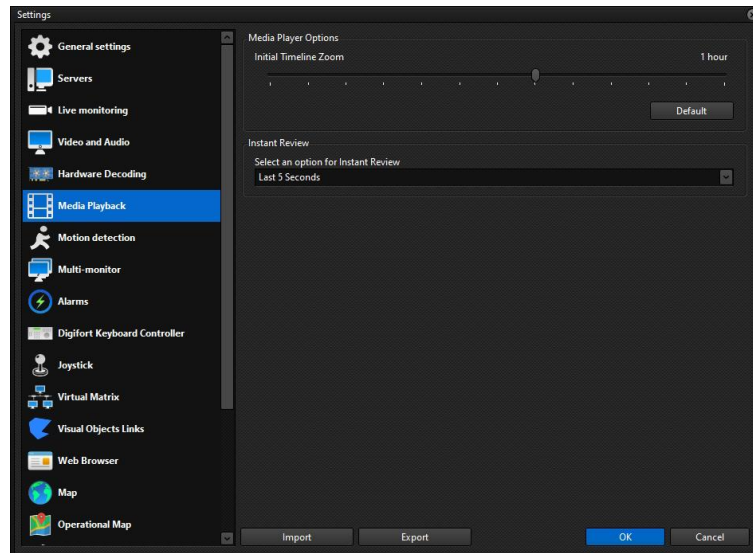 Settings
General settings
Servers
Live monitoring
Video and Audio
Hardware Decoding
Media Playback
Motion detection
Multi-monitor
Alarms
Digifort Keyboard Controller
Joystick
Virtual Matrix
Visual Objects Links
Web Browser
Map
Operational Map
Media Player Options
Initial Timeline Zoom 1 hour
Default
Instant Review
Select an option for Instant Review
Last 5 Seconds
Import Export OK Cancel